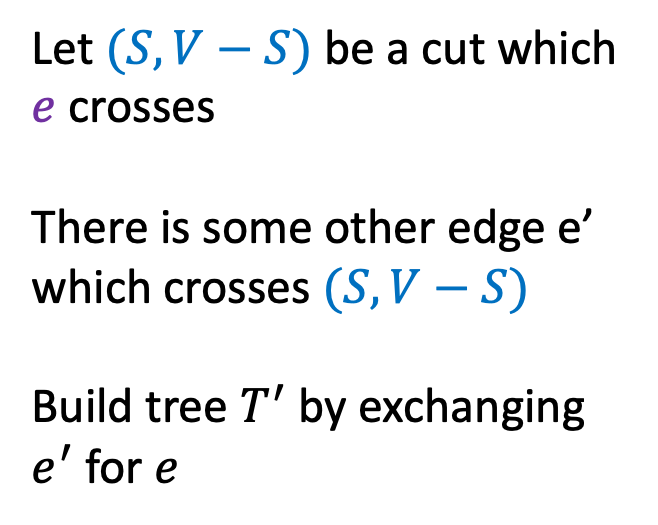 Let (S, V − S) be a cut which
e crosses
There is some other edge e’
which crosses (S, V − S)
Build tree T′ by exchanging
e′ for e